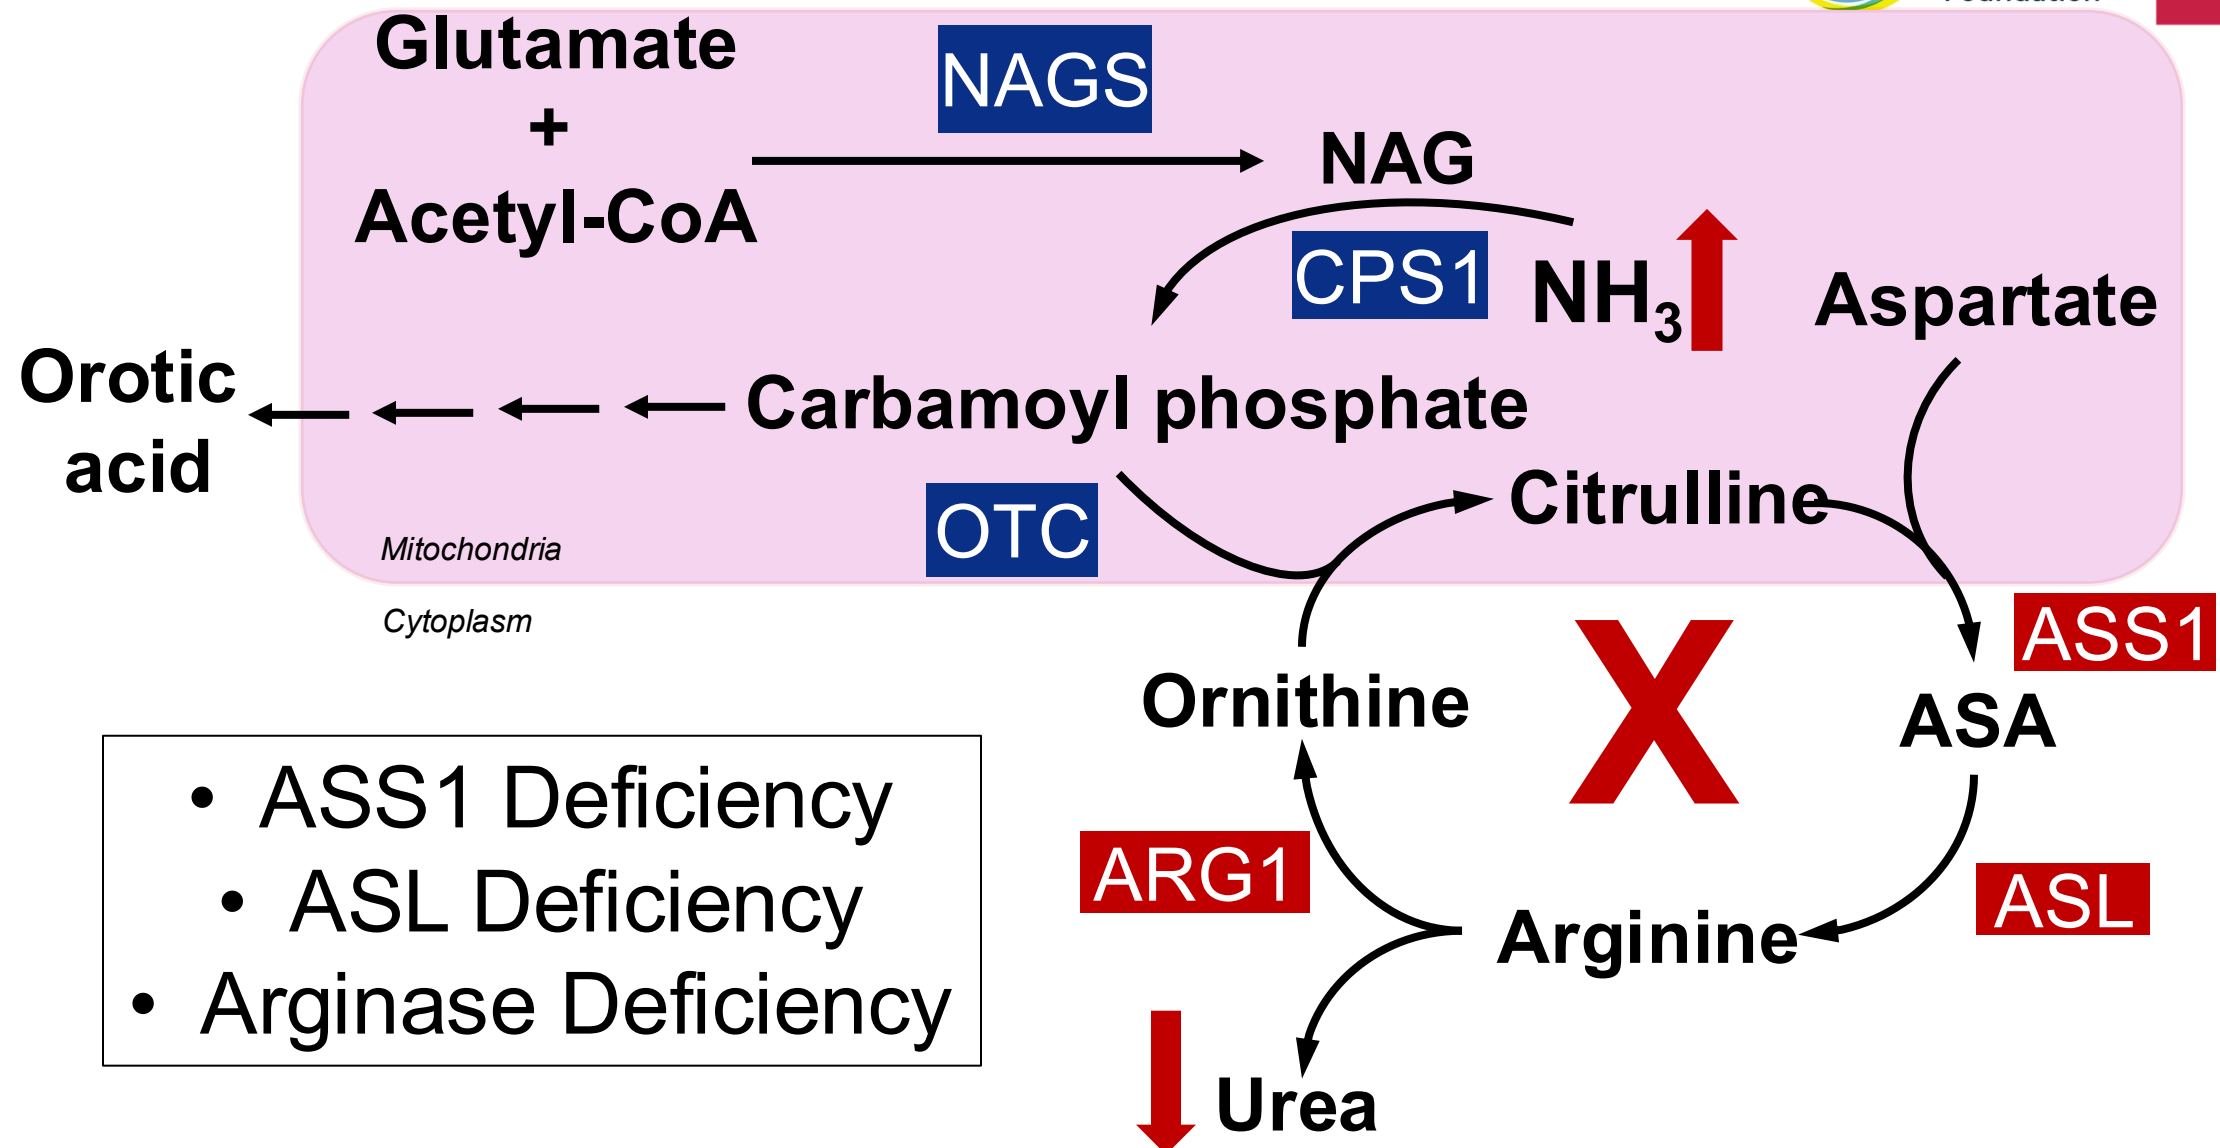 Glutamate
+
Acetyl-CoA
NAGS
NAG
CPS1
NH₃
Aspartate
Orotic
acid
Carbamoyl phosphate
OTC
Citrulline
Mitochondria
Cytoplasm
ASS1
Ornithine
X
ASA
• ASS1 Deficiency
• ASL Deficiency
• Arginase Deficiency
ARG1
ASL
Arginine
Urea